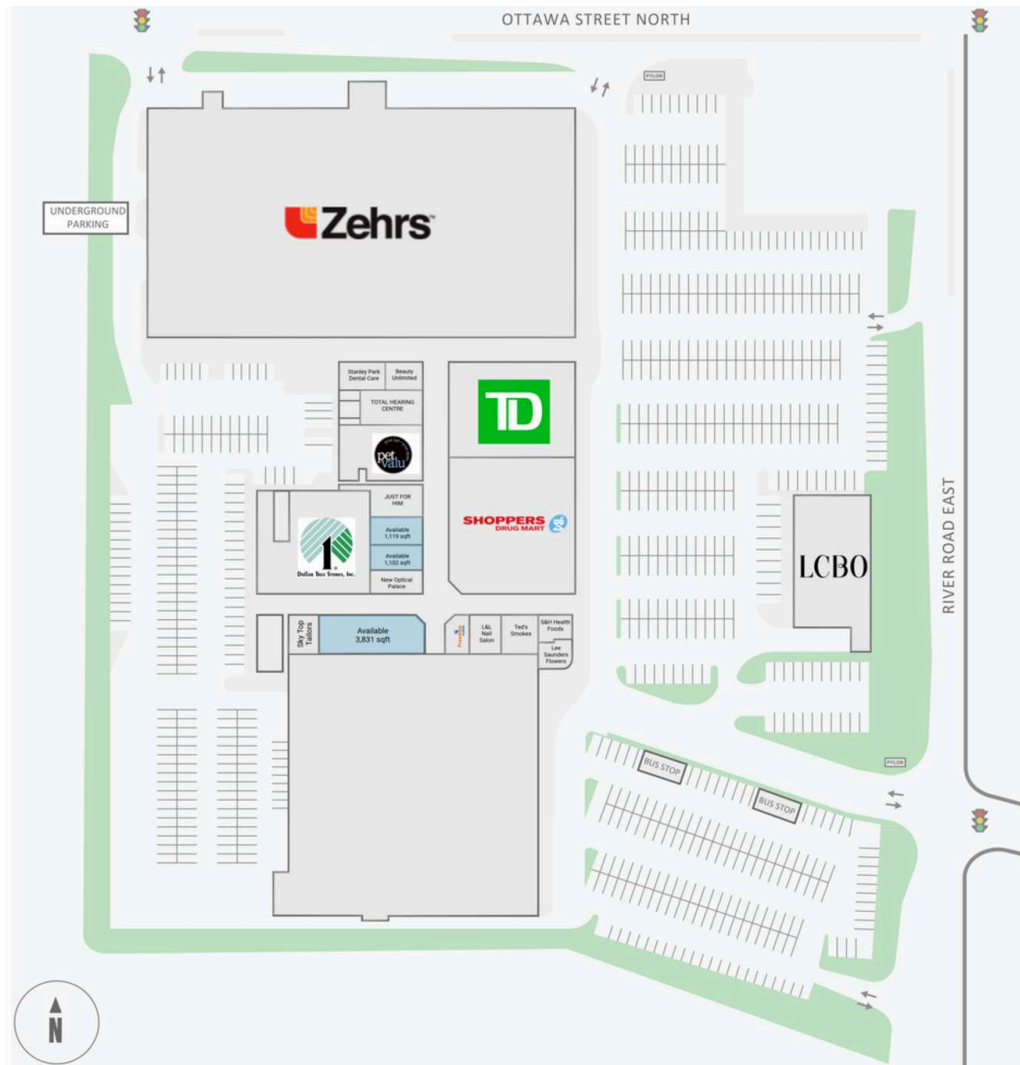 OTTAWA STREET NORTH
PYLON
UNDERGROUND
PARKING
Zehrs™
Stanley Park
Dental Care
Beauty
Unlimited
TOTAL HEARING
CENTRE
TD
pet
valu
RIVER ROAD EAST
JUST FOR
HIM
SHOPPERS
DRUG MART
Available
1,119 sqft
1
Dollar Tree Stores, Inc.
Available
1,102 sqft
LCBO
New Optical
Palace
Sky Top
Tailors
Available
3,831 sqft
L&L
Nail
Salon
Ted's
Smokes
S&H Health
Foods
Lee
Saunders
Flowers
BUS STOP
PYLON
BUS STOP
N